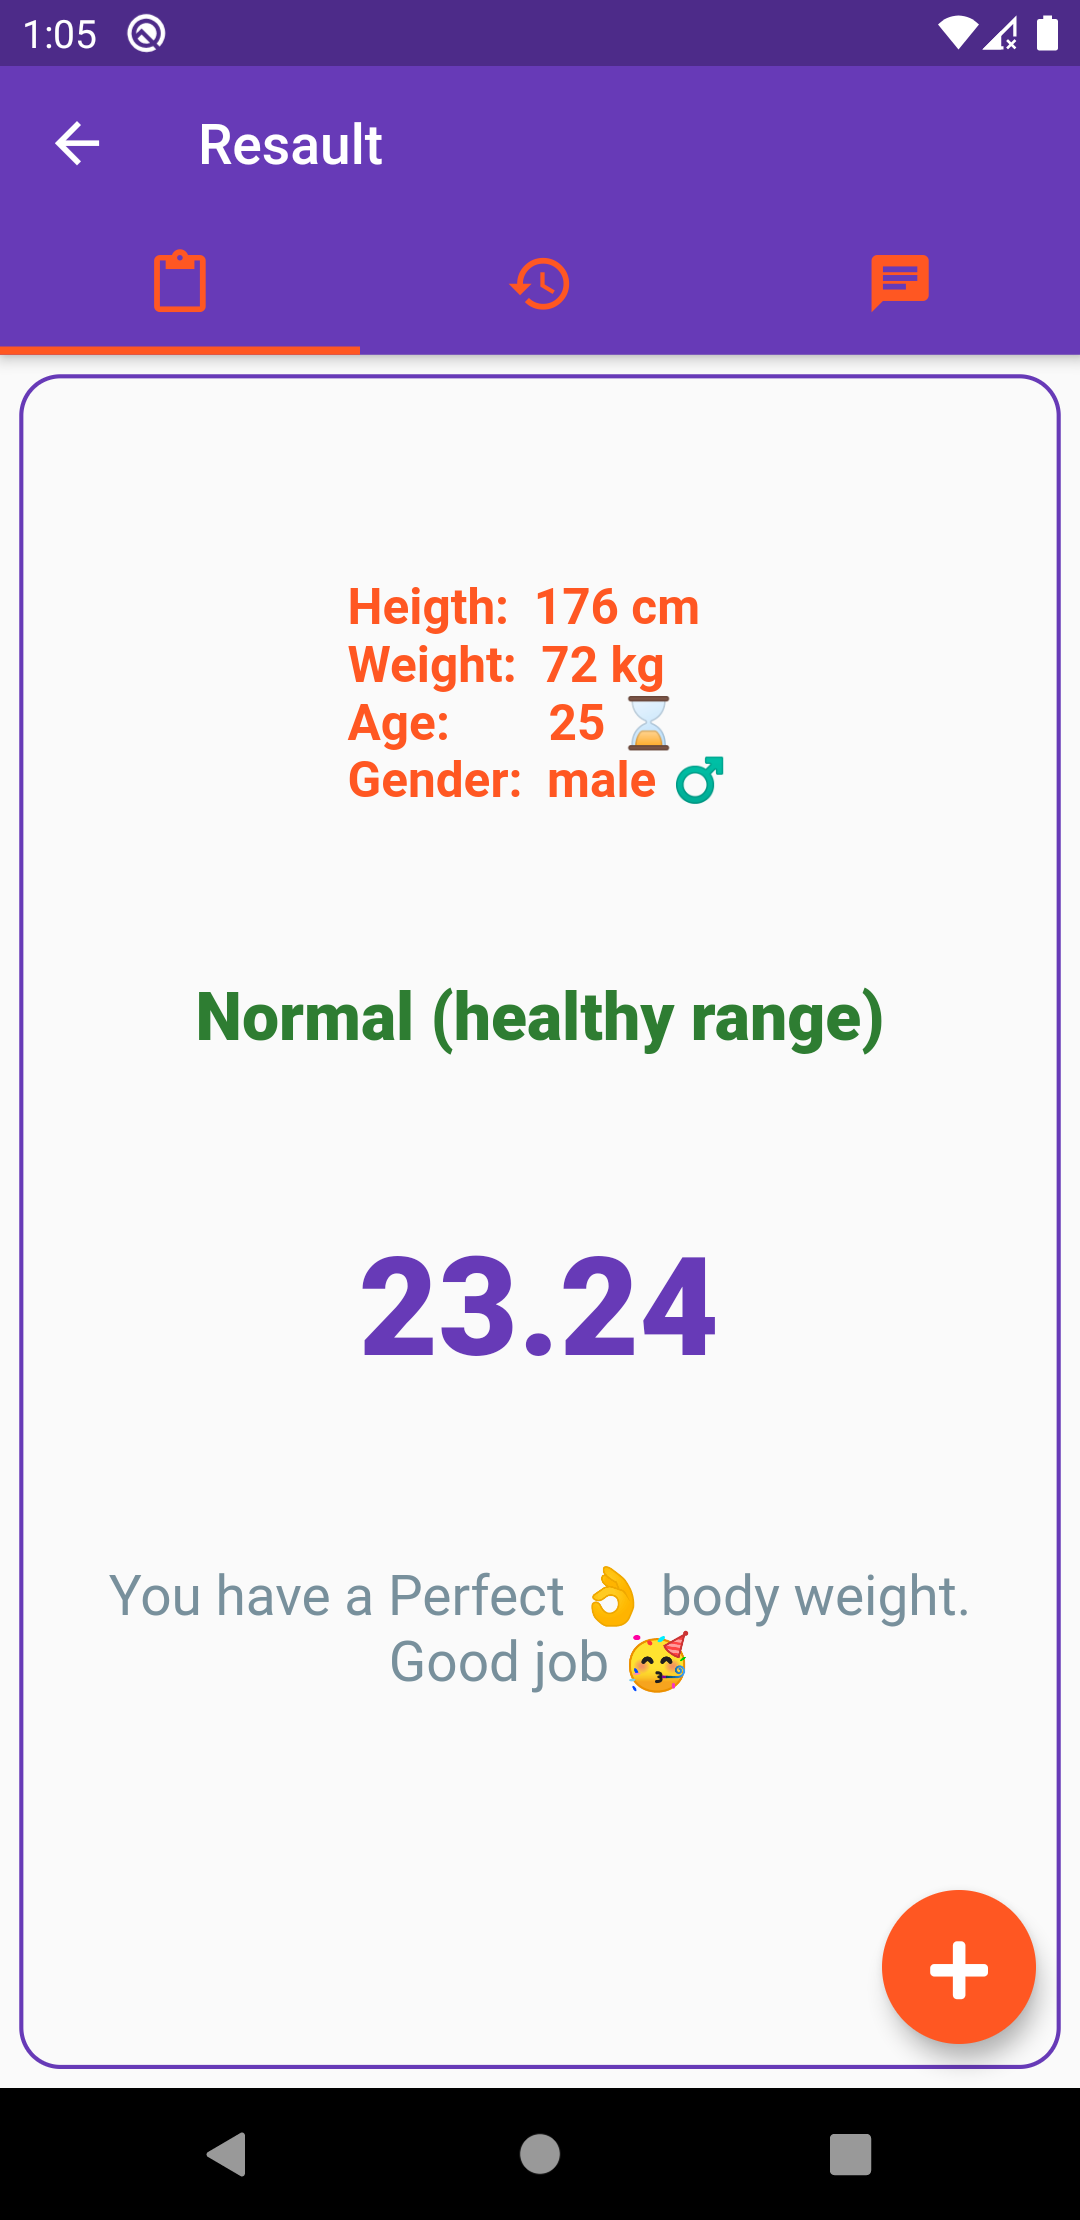 1:05
Resault
Heigth: 176 cm
Weight: 72 kg
Age: 25 ⌛
Gender: male ♂
Normal (healthy range)
23.24
You have a Perfect 👌 body weight.
Good job 🥳